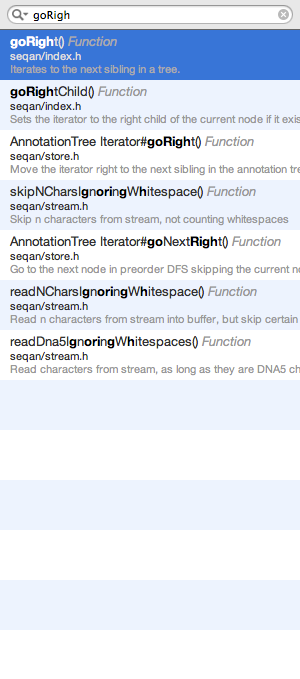 goRigh
goRight() Function
seqan/index.h
Iterates to the next sibling in a tree.
goRightChild() Function
seqan/index.h
Sets the iterator to the right child of the current node if it exis
AnnotationTree Iterator#goRight() Function
seqan/store.h
Move the iterator right to the next sibling in the annotation tre
skipNCharsIgnoringWhitespace() Function
seqan/stream.h
Skip n characters from stream, not counting whitespaces
AnnotationTree Iterator#goNextRight() Function
seqan/store.h
Go to the next node in preorder DFS skipping the current no
readNCharsIgnoringWhitespace() Function
seqan/stream.h
Read n characters from stream into buffer, but skip certain
readDna5IgnoringWhitespaces() Function
seqan/stream.h
Read characters from stream, as long as they are DNA5 ch